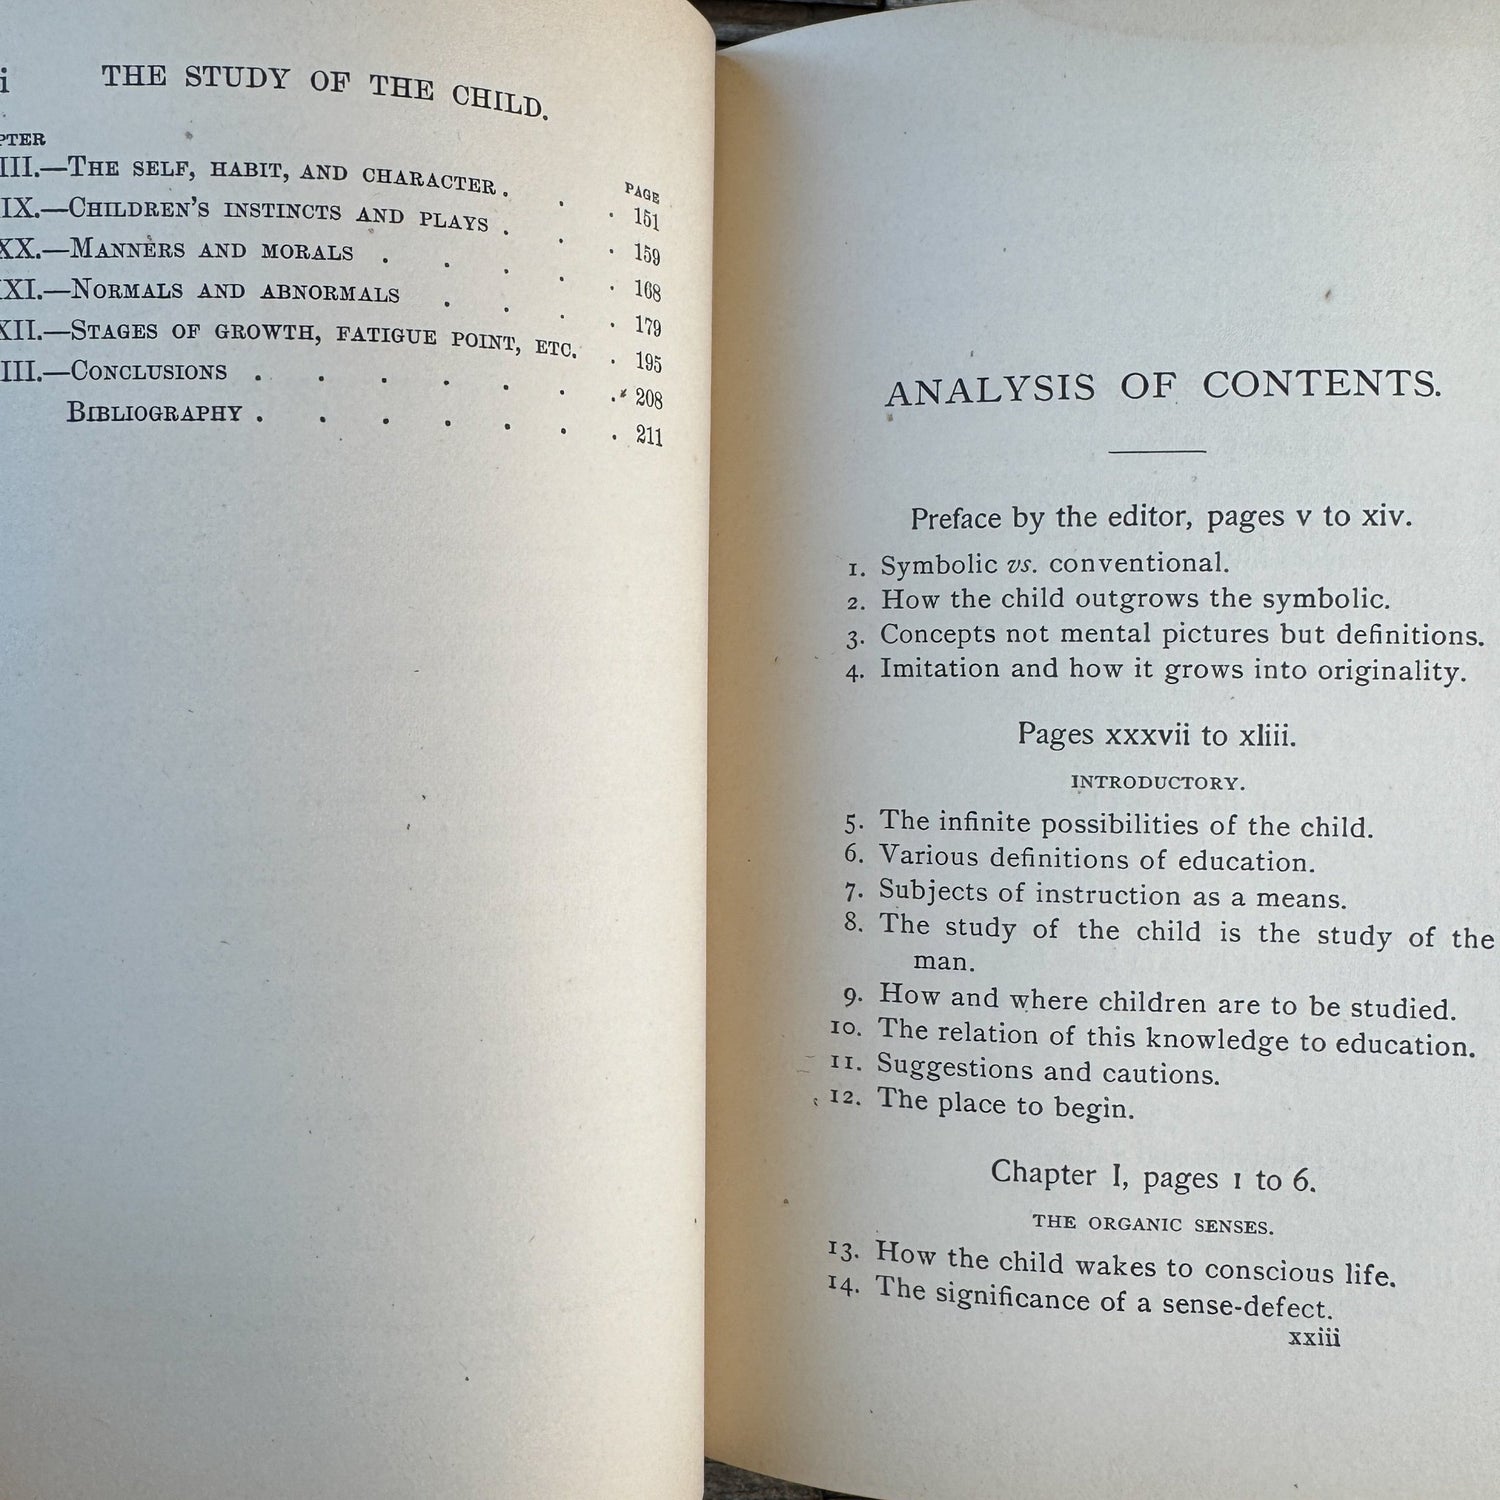 i THE STUDY OF THE CHILD.
PTER
PAGE
III.—THE SELF, HABIT, AND CHARACTER . . . 151
IX.—CHILDREN'S INSTINCTS AND PLAYS . . . 159
XX.—MANNERS AND MORALS . . . . . 168
XI.—NORMALS AND ABNORMALS . . . . 179
XII.—STAGES OF GROWTH, FATIGUE POINT, ETC. . 195
III.—CONCLUSIONS . . . . . . . 208
BIBLIOGRAPHY . . . . . . . 211
ANALYSIS OF CONTENTS.
Preface by the editor, pages v to xiv.
1. Symbolic vs. conventional.
2. How the child outgrows the symbolic.
3. Concepts not mental pictures but definitions.
4. Imitation and how it grows into originality.
Pages xxxvii to xliii.
INTRODUCTORY.
5. The infinite possibilities of the child.
6. Various definitions of education.
7. Subjects of instruction as a means.
8. The study of the child is the study of the
man.
9. How and where children are to be studied.
10. The relation of this knowledge to education.
11. Suggestions and cautions.
12. The place to begin.
Chapter I, pages 1 to 6.
THE ORGANIC SENSES.
13. How the child wakes to conscious life.
14. The significance of a sense-defect.
xxiii